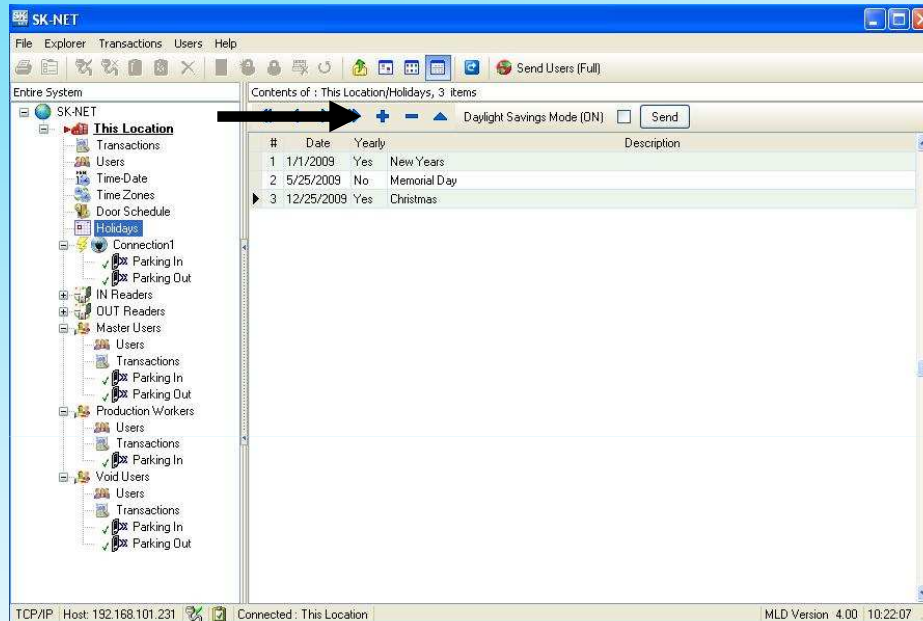 SK-NET
File Explorer Transactions Users Help
Send Users (Full)
Entire System
SK-NET
This Location
Transactions
Users
Time-Date
Time Zones
Door Schedule
Holidays
Connection1
Parking In
Parking Out
IN Readers
OUT Readers
Master Users
Users
Transactions
Parking In
Parking Out
Production Workers
Users
Transactions
Parking In
Void Users
Users
Transactions
Parking In
Parking Out
Contents of : This Location/Holidays, 3 items
Daylight Savings Mode (ON) Send
# Date Yearly Description
1 1/1/2009 Yes New Years
2 5/25/2009 No Memorial Day
3 12/25/2009 Yes Christmas
TCP/IP Host: 192.168.101.231 Connected : This Location MLD Version 4.00 10:22:07